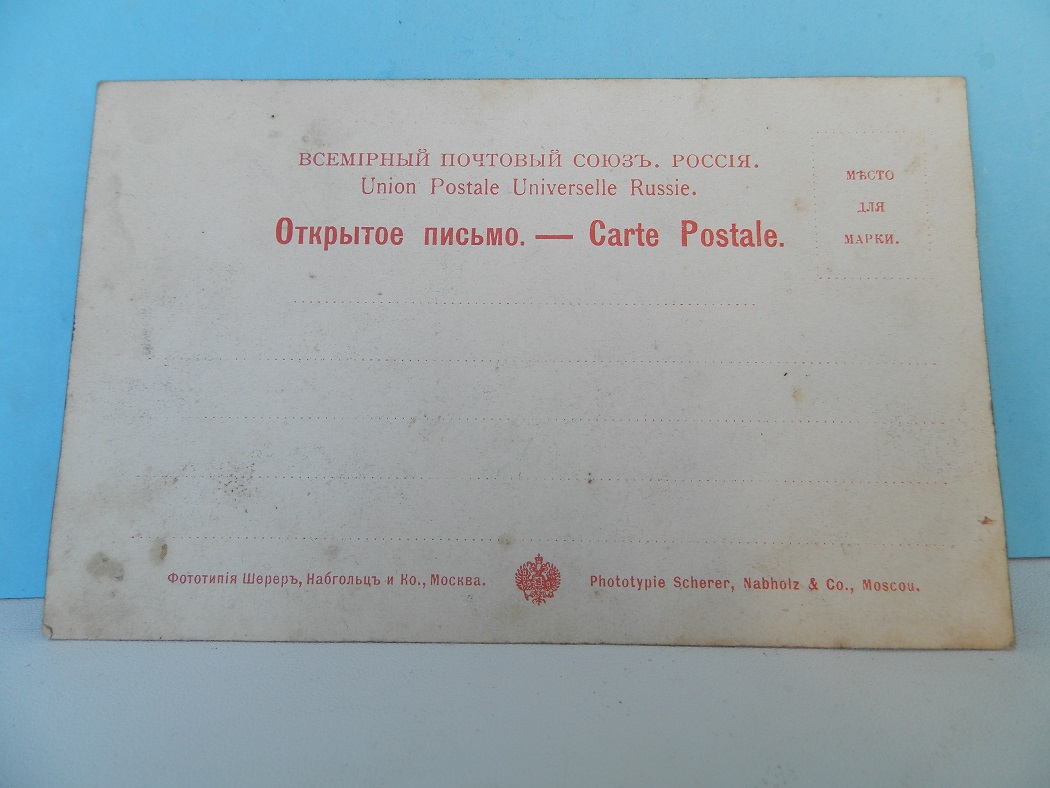 ВСЕМІРНЫЙ ПОЧТОВЫЙ СОЮЗЪ. РОССІЯ.
Union Postale Universelle Russie.
Открытое письмо. — Carte Postale.
МѢСТО
ДЛЯ
МАРКИ.
Фототипія Шереръ, Набгольцъ и Ко., Москва.
Phototypie Scherer, Nabholz & Co., Moscou.